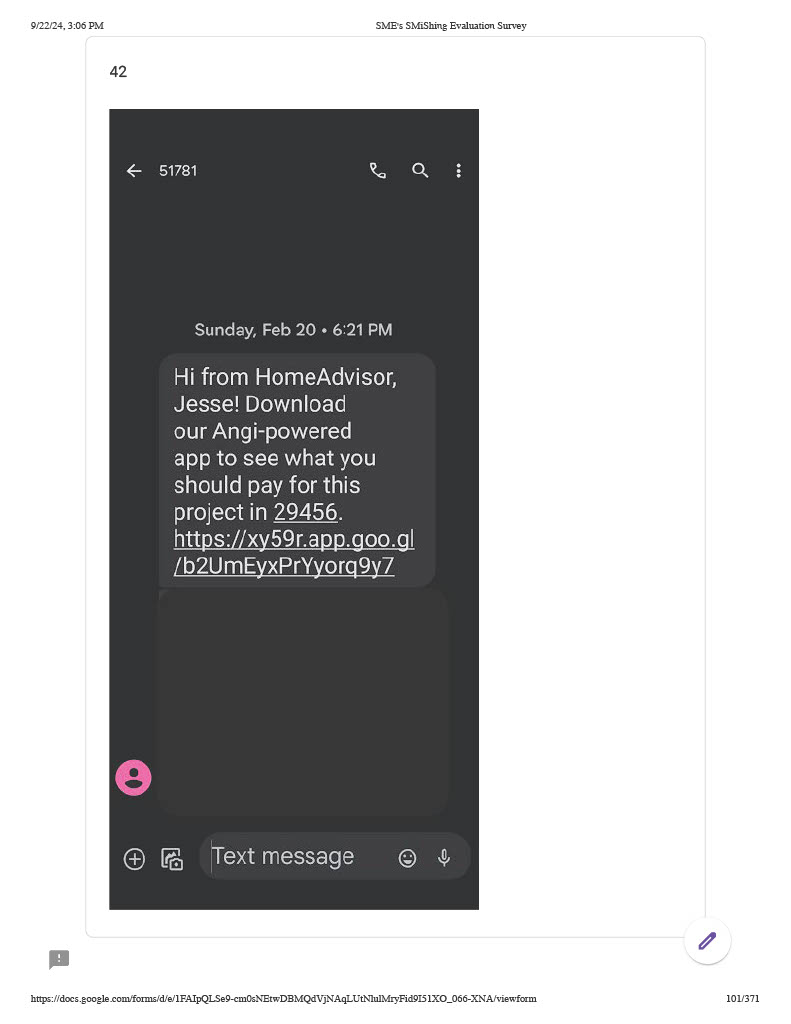 9/22/24, 3:06 PM
SME's SMiShing Evaluation Survey
42
51781
Sunday, Feb 20 • 6:21 PM
Hi from HomeAdvisor,
Jesse! Download
our Angi-powered
app to see what you
should pay for this
project in 29456.
https://xy59r.app.goo.gl
/b2UmEyxPrYyorq9y7
Text message
https://docs.google.com/forms/d/e/1FAIpQLSe9-cm0sNEtwDBMQdVjNAqLUtNlulMryFid9I51XO_066-XNA/viewform
101/371